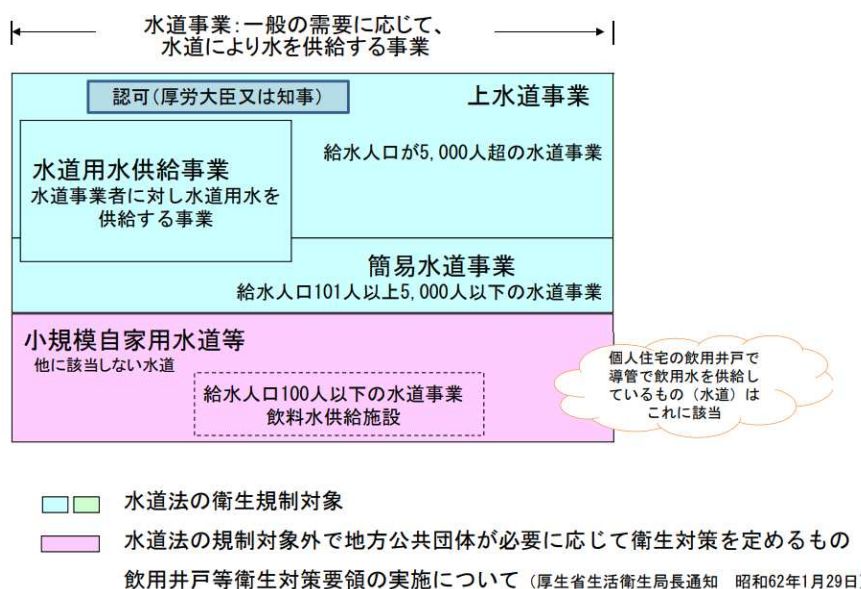 水道事業:一般の需要に応じて、
水道により水を供給する事業
認可(厚労大臣又は知事)
上水道事業
給水人口が5,000人超の水道事業
水道用水供給事業
水道事業者に対し水道用水を
供給する事業
簡易水道事業
給水人口101人以上5,000人以下の水道事業
小規模自家用水道等
他に該当しない水道
給水人口100人以下の水道事業
飲料水供給施設
個人住宅の飲用井戸で
導管で飲用水を供給し
ているもの(水道)は
これに該当
水道法の衛生規制対象
水道法の規制対象外で地方公共団体が必要に応じて衛生対策を定めるもの
飲用井戸等衛生対策要領の実施について(厚生省生活衛生局長通知 昭和62年1月29日)